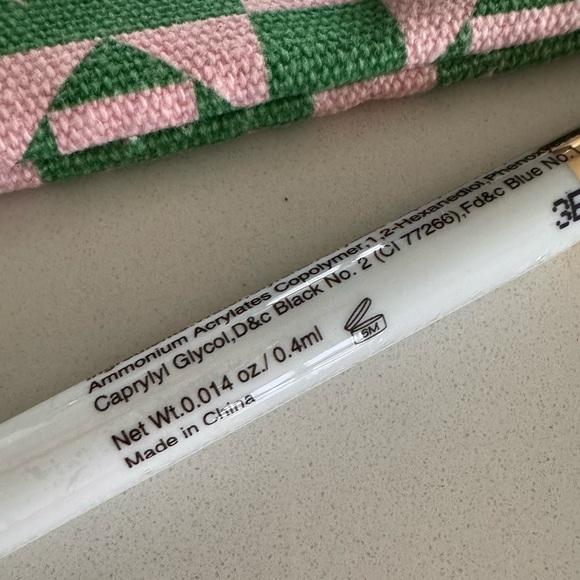 Ammonium Acrylates Copolymer,1,2-Hexanediol,Phenox
Caprylyl Glycol,D&c Black No. 2 (CI 77266),Fd&c Blue No.
Net Wt.0.014 oz./ 0.4ml
Made in China